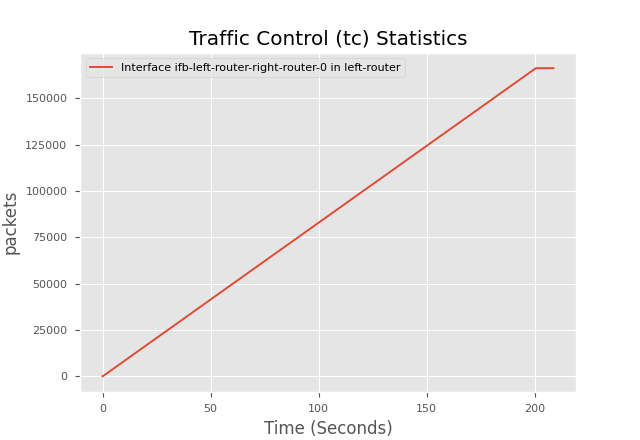 Traffic Control (tc) Statistics
Interface ifb-left-router-right-router-0 in left-router
150000
125000
100000
75000
50000
25000
0
packets
0 50 100 150 200
Time (Seconds)